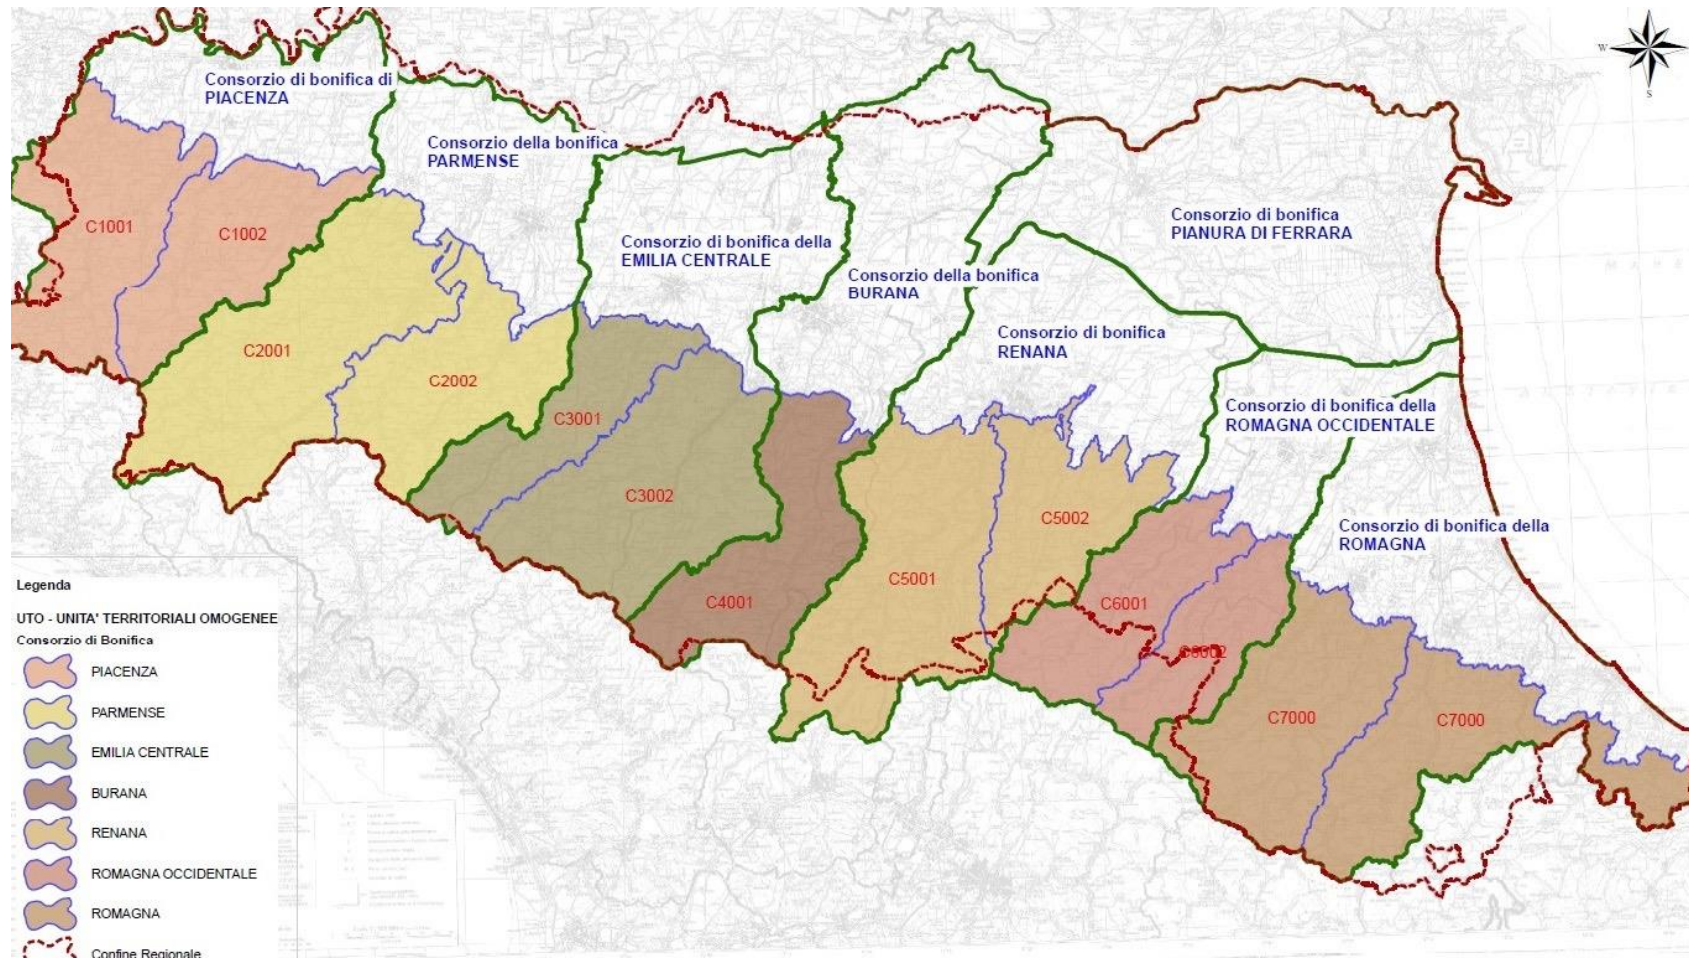 W
S
Consorzio di bonifica di
PIACENZA
Consorzio della bonifica
PARMENSE
Consorzio di bonifica della
EMILIA CENTRALE
Consorzio della bonifica
BURANA
Consorzio di bonifica
PIANURA DI FERRARA
Consorzio di bonifica
RENANA
Consorzio di bonifica della
ROMAGNA OCCIDENTALE
Consorzio di bonifica della
ROMAGNA
C1001
C1002
C2001
C2002
C3001
C3002
C4001
C5001
C5002
C6001
C6002
C7000
C7000
Legenda
UTO - UNITA' TERRITORIALI OMOGENEE
Consorzio di Bonifica
PIACENZA
PARMENSE
EMILIA CENTRALE
BURANA
RENANA
ROMAGNA OCCIDENTALE
ROMAGNA
Confine Regionale